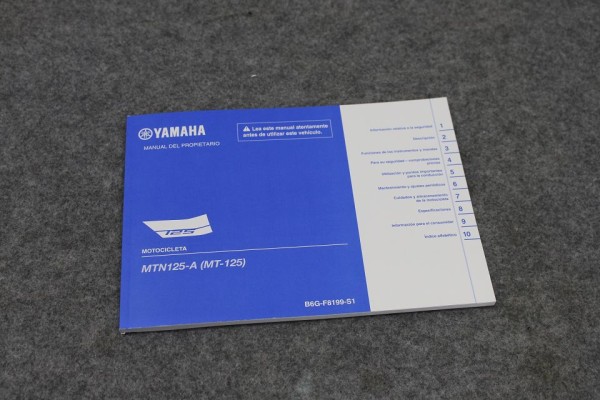 YAMAHA
MANUAL DEL PROPIETARIO
Lea este manual atentamente
antes de utilizar este vehículo.
125
MOTOCICLETA
MTN125-A (MT-125)
B6G-F8199-S1
Información relativa a la seguridad 1
Descripción 2
Funciones de los instrumentos y mandos 3
Para su seguridad – comprobaciones
previas 4
Utilización y puntos importantes
para la conducción 5
Mantenimiento y ajustes periódicos 6
Cuidados y almacenamiento
de la motocicleta 7
Especificaciones 8
Información para el consumidor 9
Índice alfabético 10